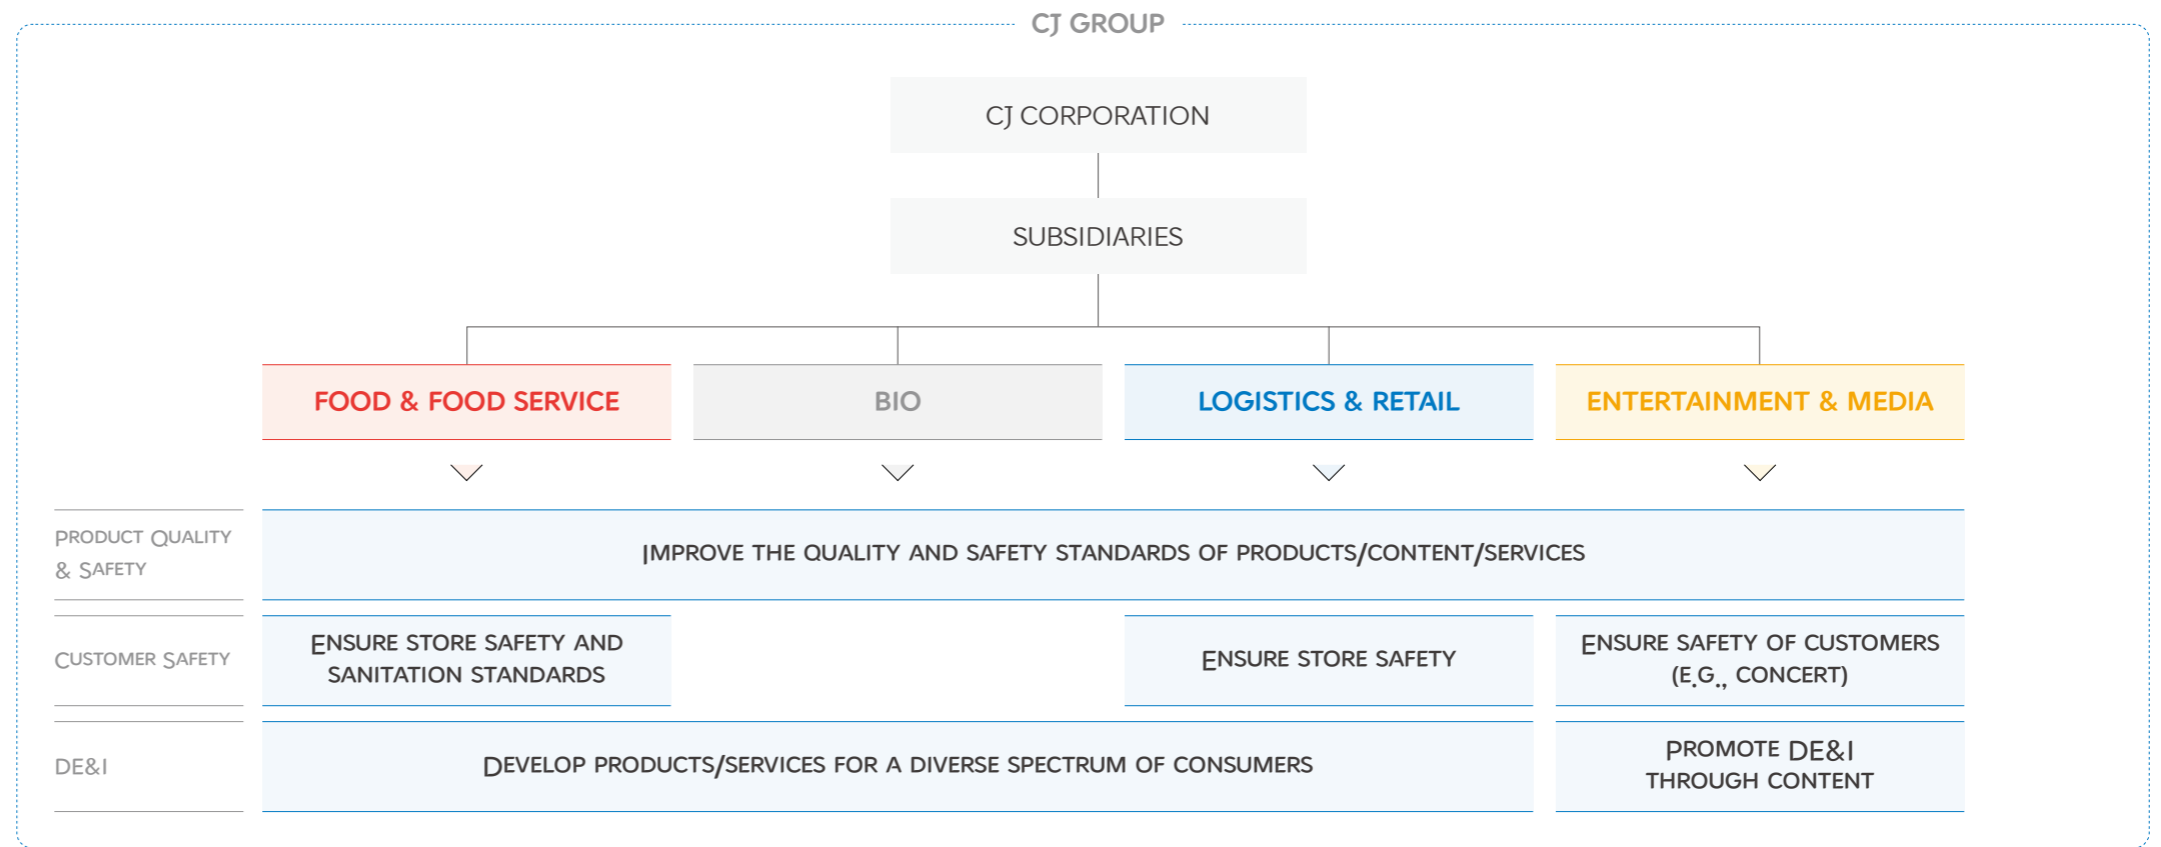 CJ GROUP
CJ CORPORATION
SUBSIDIARIES
FOOD & FOOD SERVICE
BIO
LOGISTICS & RETAIL
ENTERTAINMENT & MEDIA
PRODUCT QUALITY
& SAFETY
IMPROVE THE QUALITY AND SAFETY STANDARDS OF PRODUCTS/CONTENT/SERVICES
CUSTOMER SAFETY
ENSURE STORE SAFETY AND
SANITATION STANDARDS
ENSURE STORE SAFETY
ENSURE SAFETY OF CUSTOMERS
(E.G., CONCERT)
DE&I
DEVELOP PRODUCTS/SERVICES FOR A DIVERSE SPECTRUM OF CONSUMERS
PROMOTE DE&I
THROUGH CONTENT